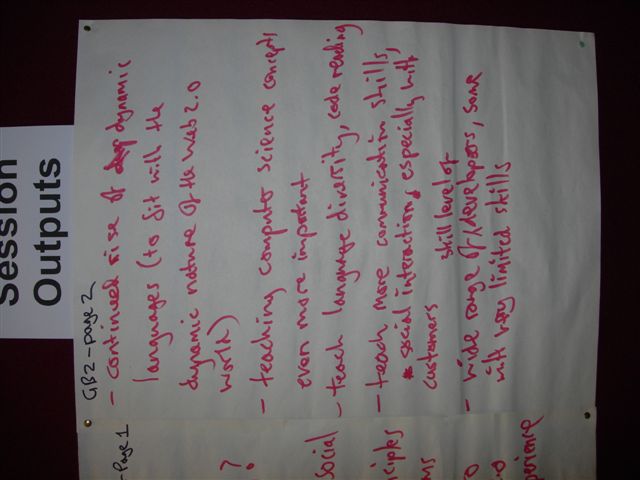 Session
Outputs
GB2-page 2
- continued rise of dynamic
languages (to fit with the
dynamic nature of the web 2.0
world)
- teaching computer science concepts
even more important
- teach language diversity, code reading
- teach more communication skills,
social interaction, especially with
customers
skill level of
- wide range of developers, some
with very limited skills
-Page 1
?
social
ciples
ms
TO
-0
perience